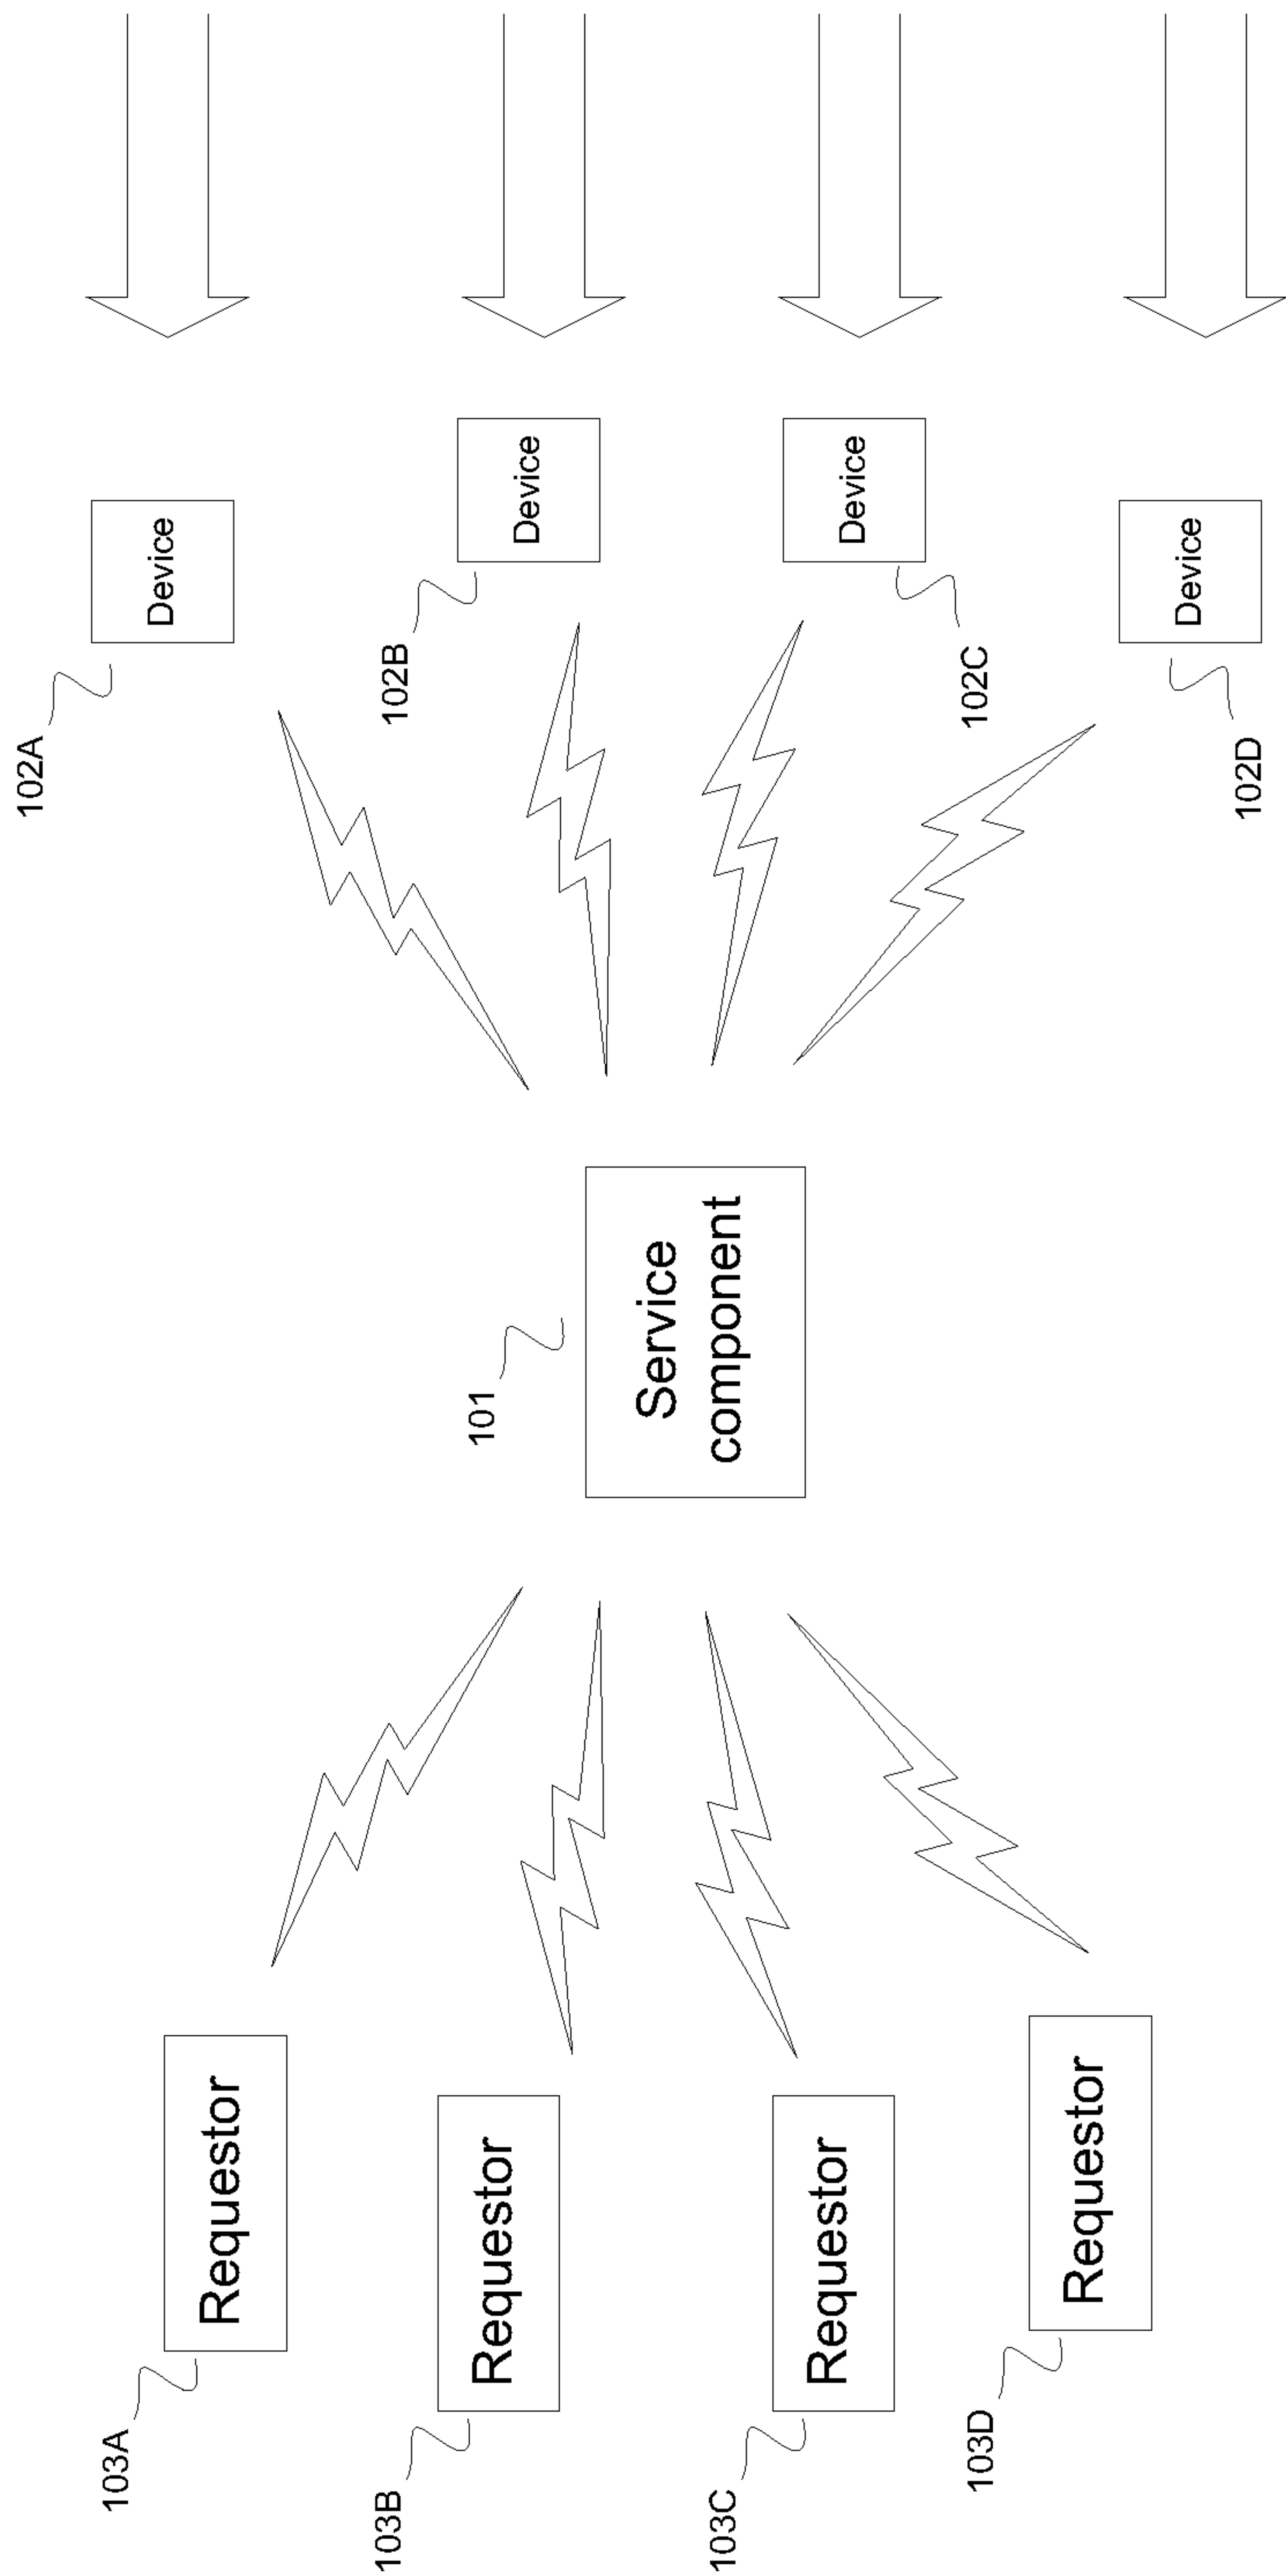 103A
Requestor
103B
Requestor
103C
Requestor
103D
Requestor
101
Service
component
102A
Device
102B
Device
102C
Device
102D
Device